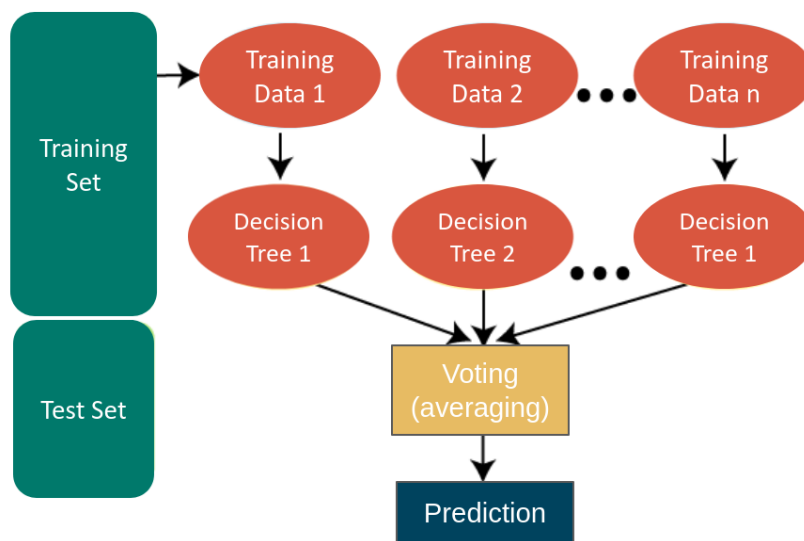 Training
Set
Training
Data 1
Training
Data 2
Training
Data n
Decision
Tree 1
Decision
Tree 2
Decision
Tree 1
Test Set
Voting
(averaging)
Prediction